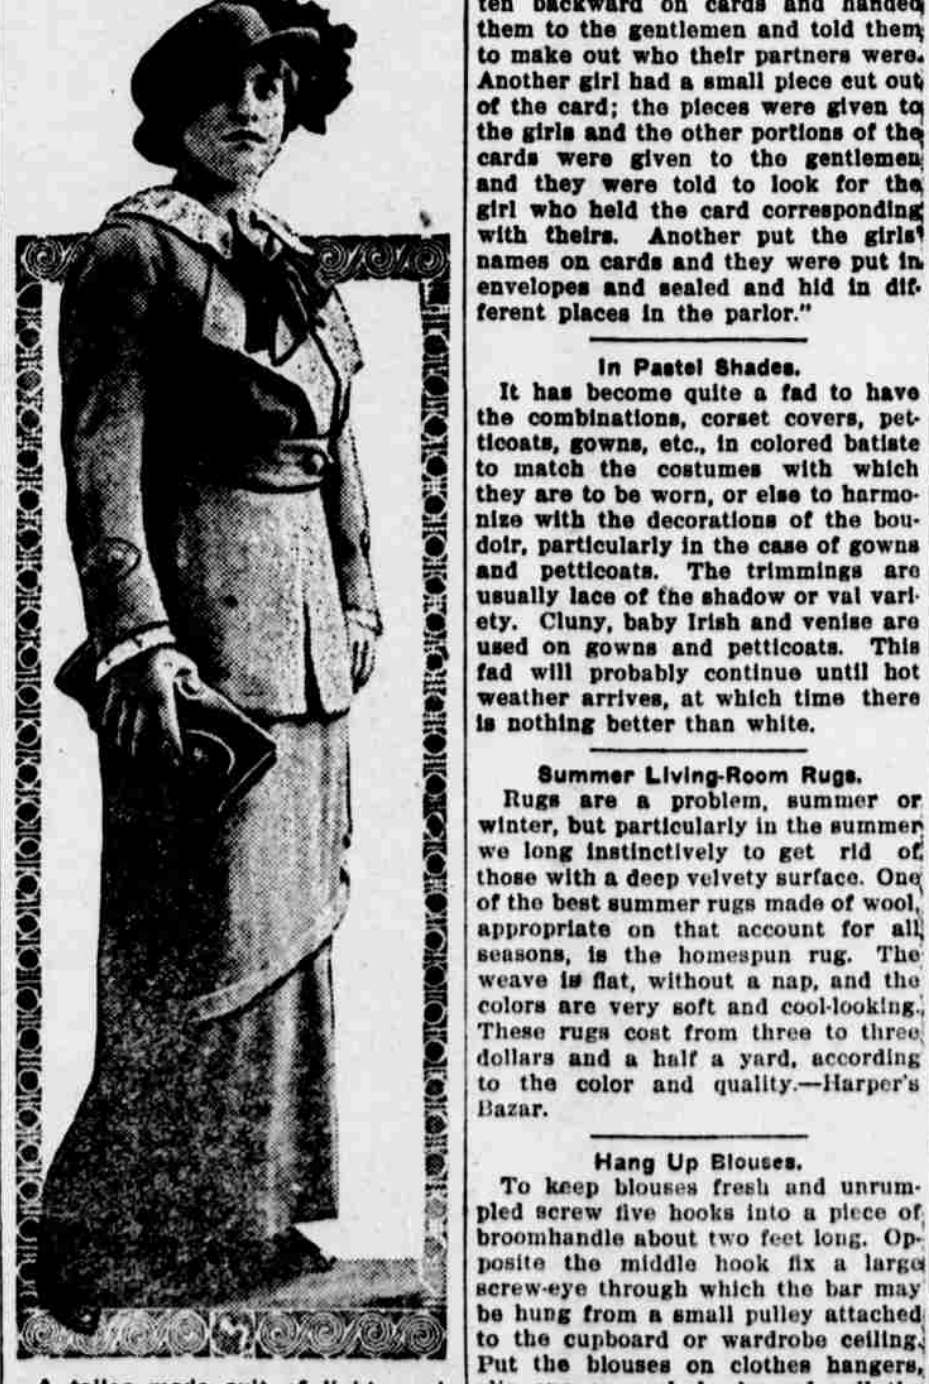 ten backward on cards and handed
them to the gentlemen and told them
to make out who their partners were.
Another girl had a small piece cut out
of the card; the pieces were given to
the girls and the other portions of the
cards were given to the gentlemen
and they were told to look for the
girl who held the card corresponding
with theirs. Another put the girls'
names on cards and they were put in
envelopes and sealed and hid in dif-
ferent places in the parlor."
In Pastel Shades.
It has become quite a fad to have
the combinations, corset covers, pet-
ticoats, gowns, etc., in colored batiste
to match the costumes with which
they are to be worn, or else to harmo-
nize with the decorations of the bou-
doir, particularly in the case of gowns
and petticoats. The trimmings are
usually lace of the shadow or val vari-
ety. Cluny, baby Irish and venise are
used on gowns and petticoats. This
fad will probably continue until hot
weather arrives, at which time there
is nothing better than white.
Summer Living-Room Rugs.
Rugs are a problem, summer or
winter, but particularly in the summer
we long instinctively to get rid of
those with a deep velvety surface. One
of the best summer rugs made of wool,
appropriate on that account for all
seasons, is the homespun rug. The
weave is flat, without a nap, and the
colors are very soft and cool-looking.
These rugs cost from three to three
dollars and a half a yard, according
to the color and quality.—Harper's
Bazar.
Hang Up Blouses.
To keep blouses fresh and unrum-
pled screw five hooks into a piece of
broomhandle about two feet long. Op-
posite the middle hook fix a large
screw-eye through which the bar may
be hung from a small pulley attached
to the cupboard or wardrobe ceiling.
Put the blouses on clothes hangers,